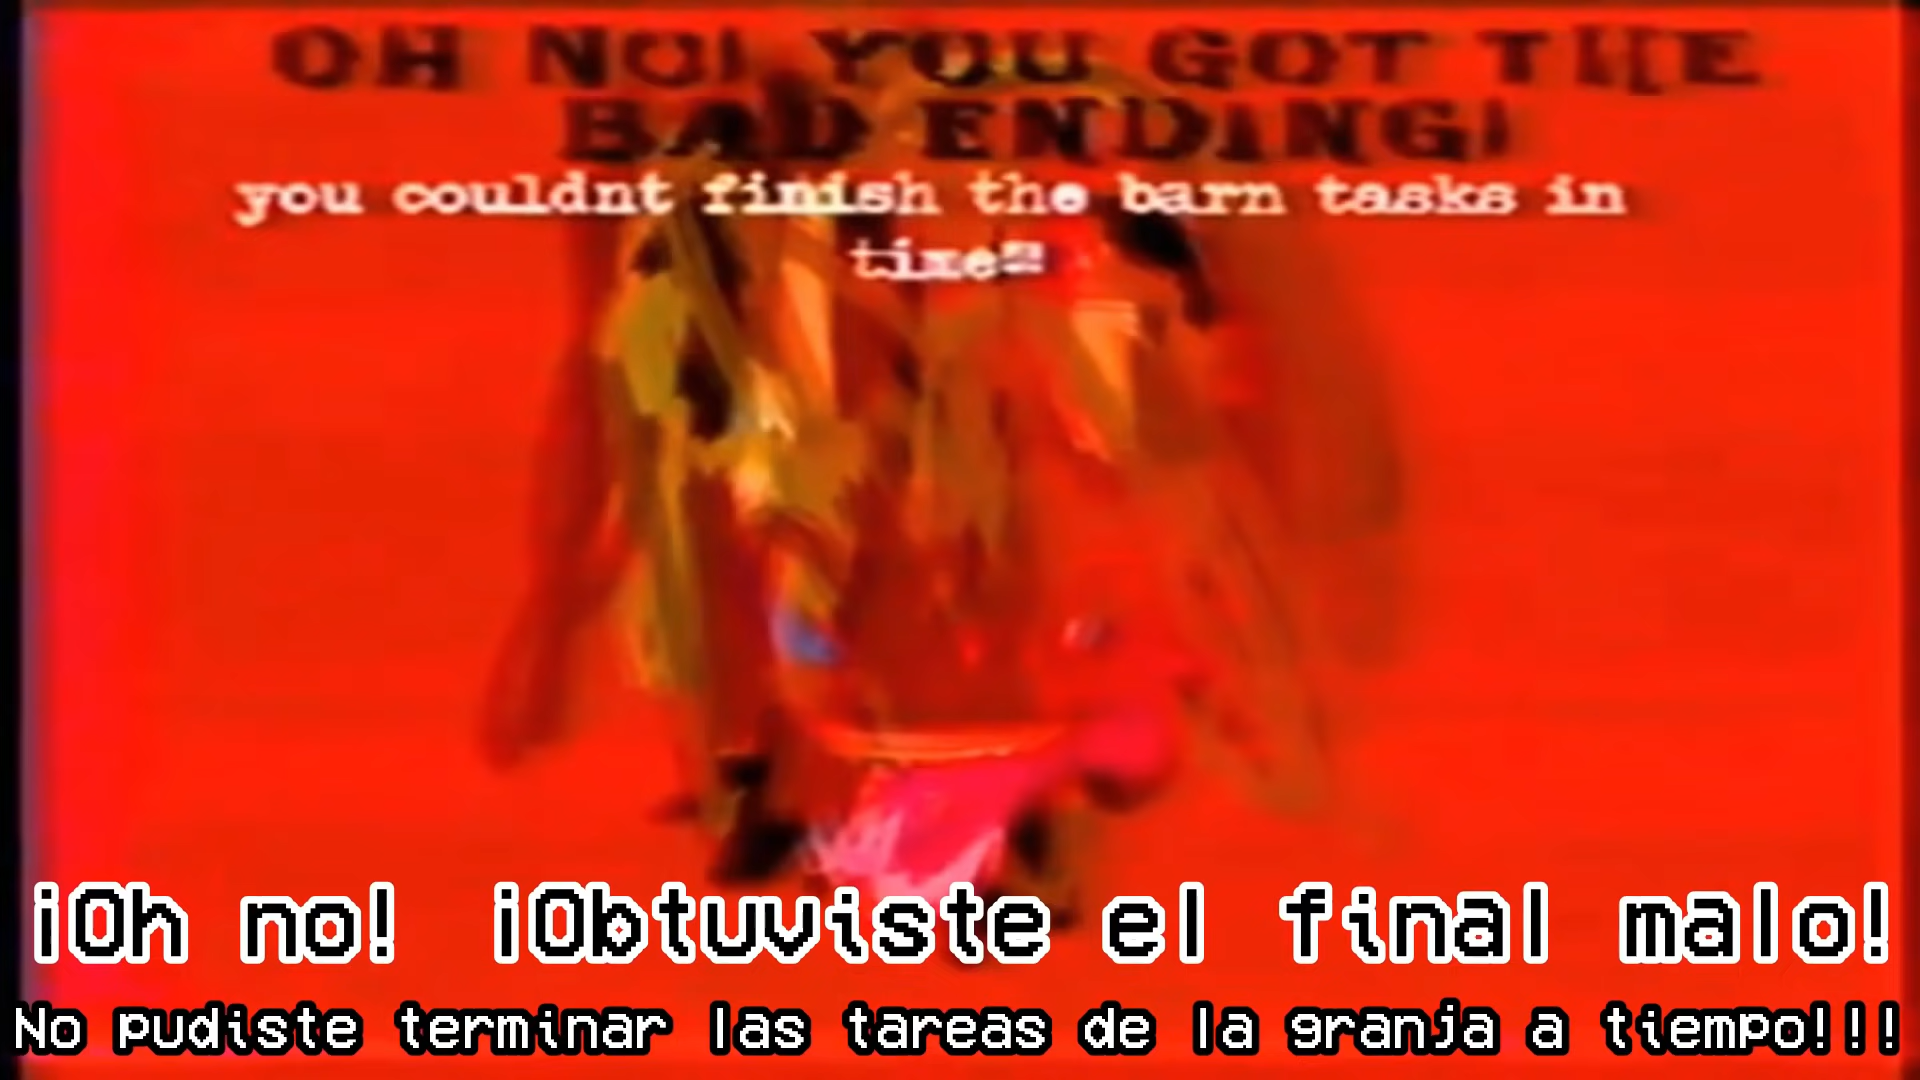 OH NO! YOU GOT THE
BAD ENDING!
you couldnt finish the barn tasks in
time
¡Oh no! ¡Obtuviste el final malo!
No pudiste terminar las tareas de la granja a tiempo!!!